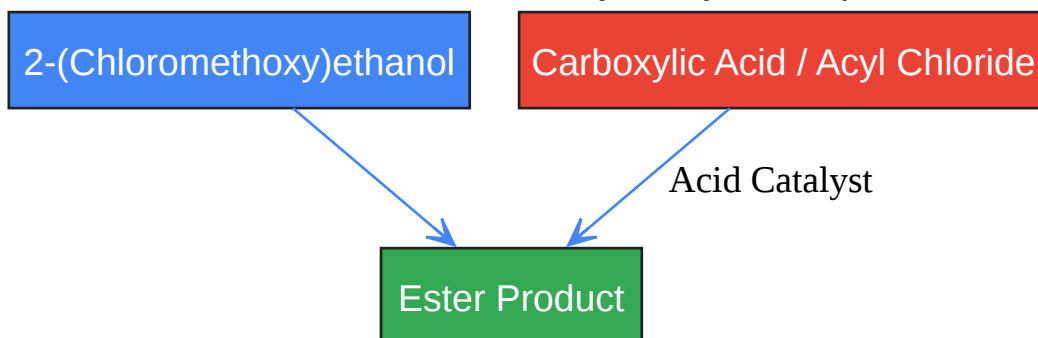 2-(Chloromethoxy)ethanol
Carboxylic Acid / Acyl Chloride
Acid Catalyst
Ester Product